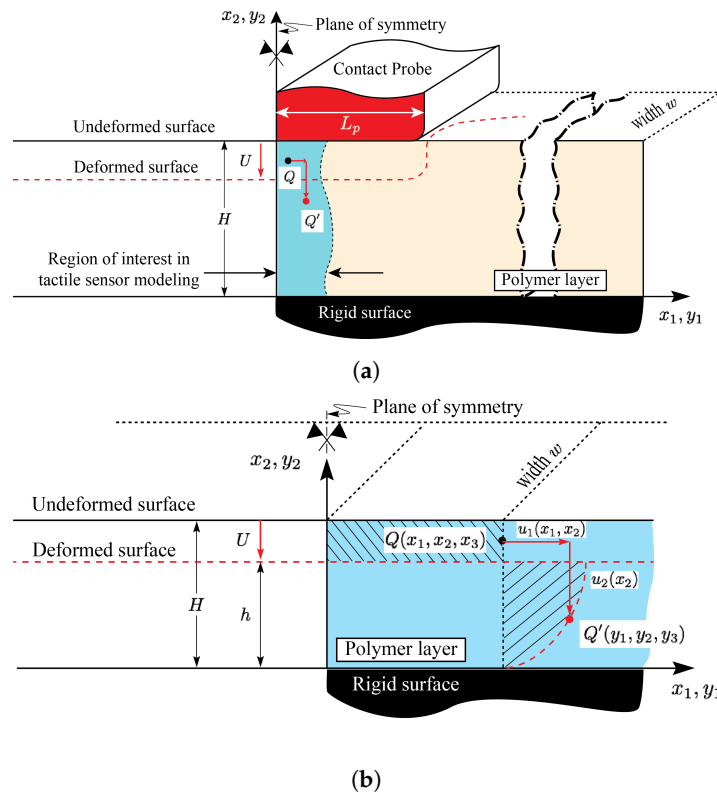 x₂, y₂
Plane of symmetry
Contact Probe
Lₚ
width w
Undeformed surface
Deformed surface
U
Q
H
Q′
Region of interest in
tactile sensor modeling
Polymer layer
x₁, y₁
Rigid surface
(a)
Plane of symmetry
x₂, y₂
width w
Undeformed surface
U
Q(x₁, x₂, x₃)
u₁(x₁, x₂)
Deformed surface
u₂(x₂)
H
h
Q′(y₁, y₂, y₃)
Polymer layer
Rigid surface
x₁, y₁
(b)